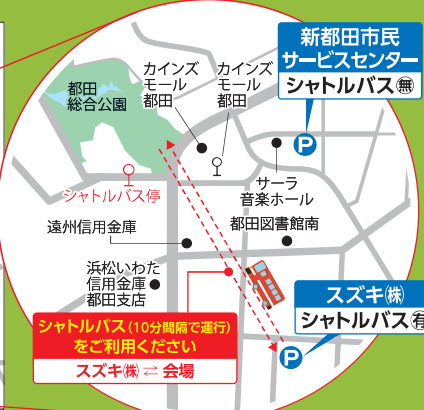 新都田市民
サービスセンター
シャトルバス㊇
カインズ
モール
都田
カインズ
モール
都田
都田
総合公園
P
シャトルバス停
サーラ
音楽ホール
遠州信用金庫
都田図書館南
浜松いわた
信用金庫
都田支店
スズキ㈱
シャトルバス㊒
P
シャトルバス(10分間隔で運行)
をご利用ください
スズキ㈱ ⇄ 会場